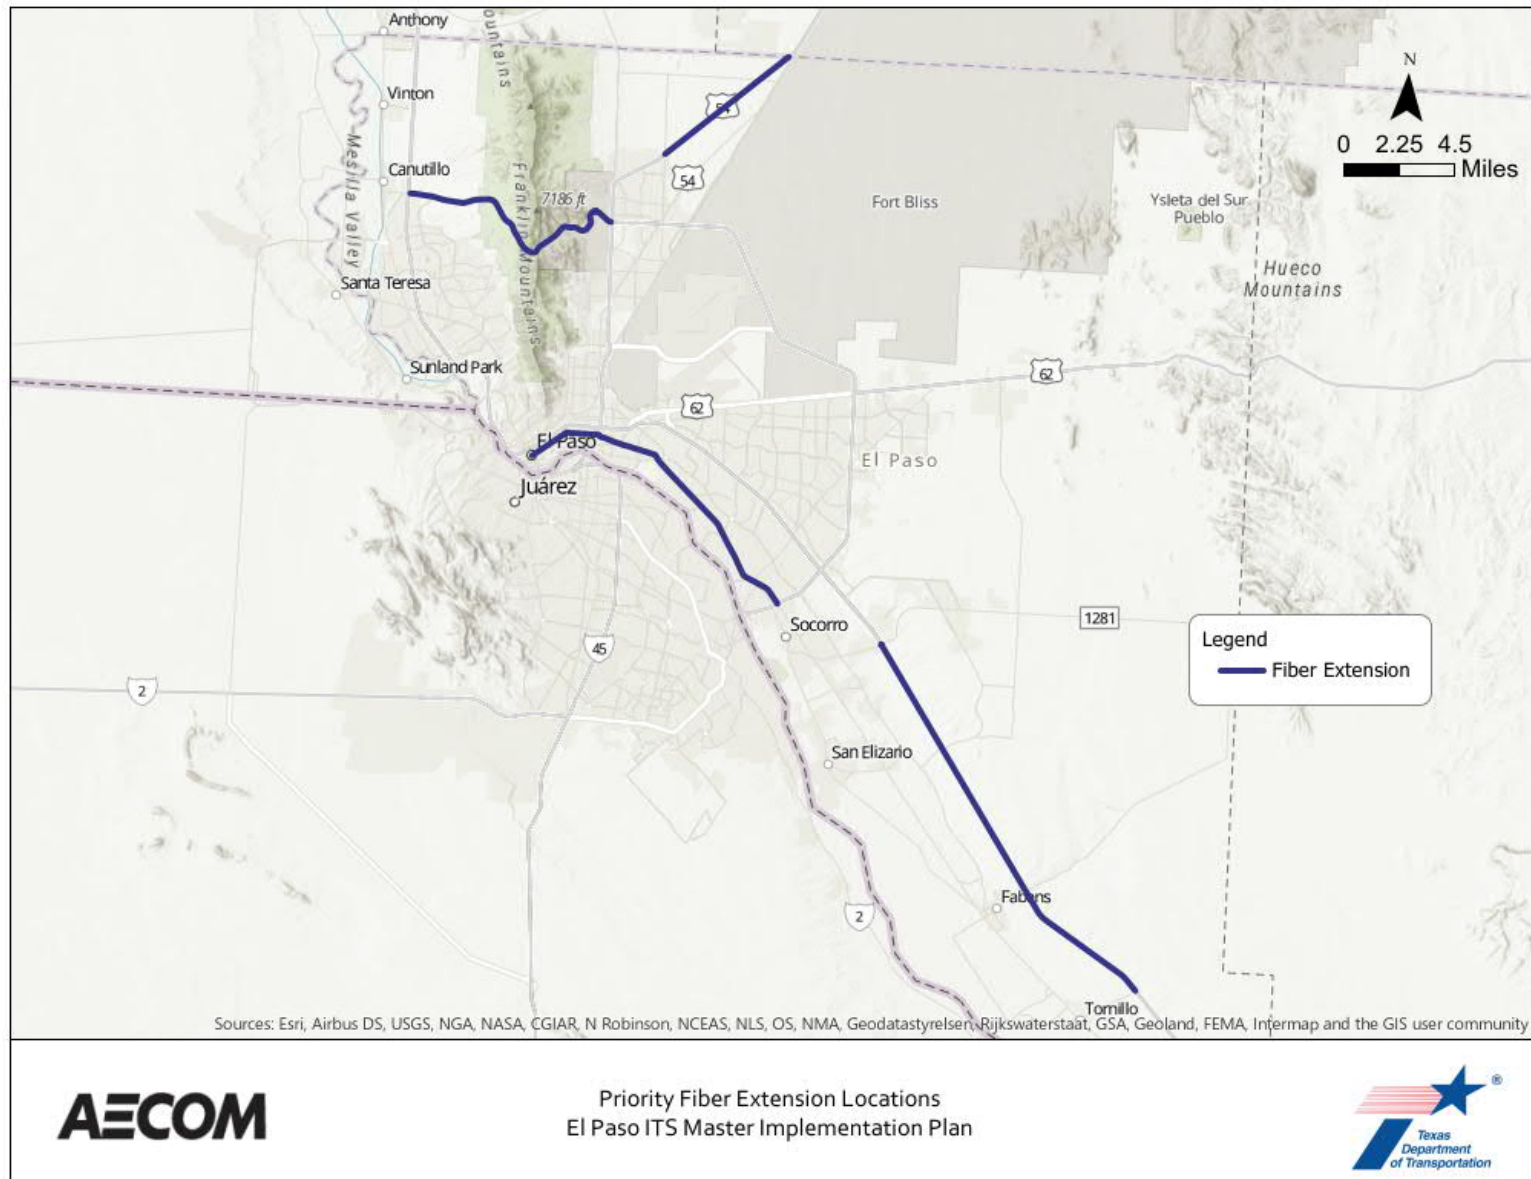 Anthony
ountains
Vinton
Mesilla Valley
Canutillo
Franklin Mountains
7186 ft
54
54
Fort Bliss
Ysleta del Sur
Pueblo
Hueco
Mountains
N
0 2.25 4.5
Miles
Santa Teresa
Sunland Park
62
62
El Paso
El Paso
Juárez
Socorro
1281
45
2
Legend
Fiber Extension
San Elizario
Fabens
2
Tornillo
Sources: Esri, Airbus DS, USGS, NGA, NASA, CGIAR, N Robinson, NCEAS, NLS, OS, NMA, Geodatastyrelsen, Rijkswaterstaat, GSA, Geoland, FEMA, Intermap and the GIS user community
AECOM
Priority Fiber Extension Locations
El Paso ITS Master Implementation Plan
®
Texas
Department
of Transportation